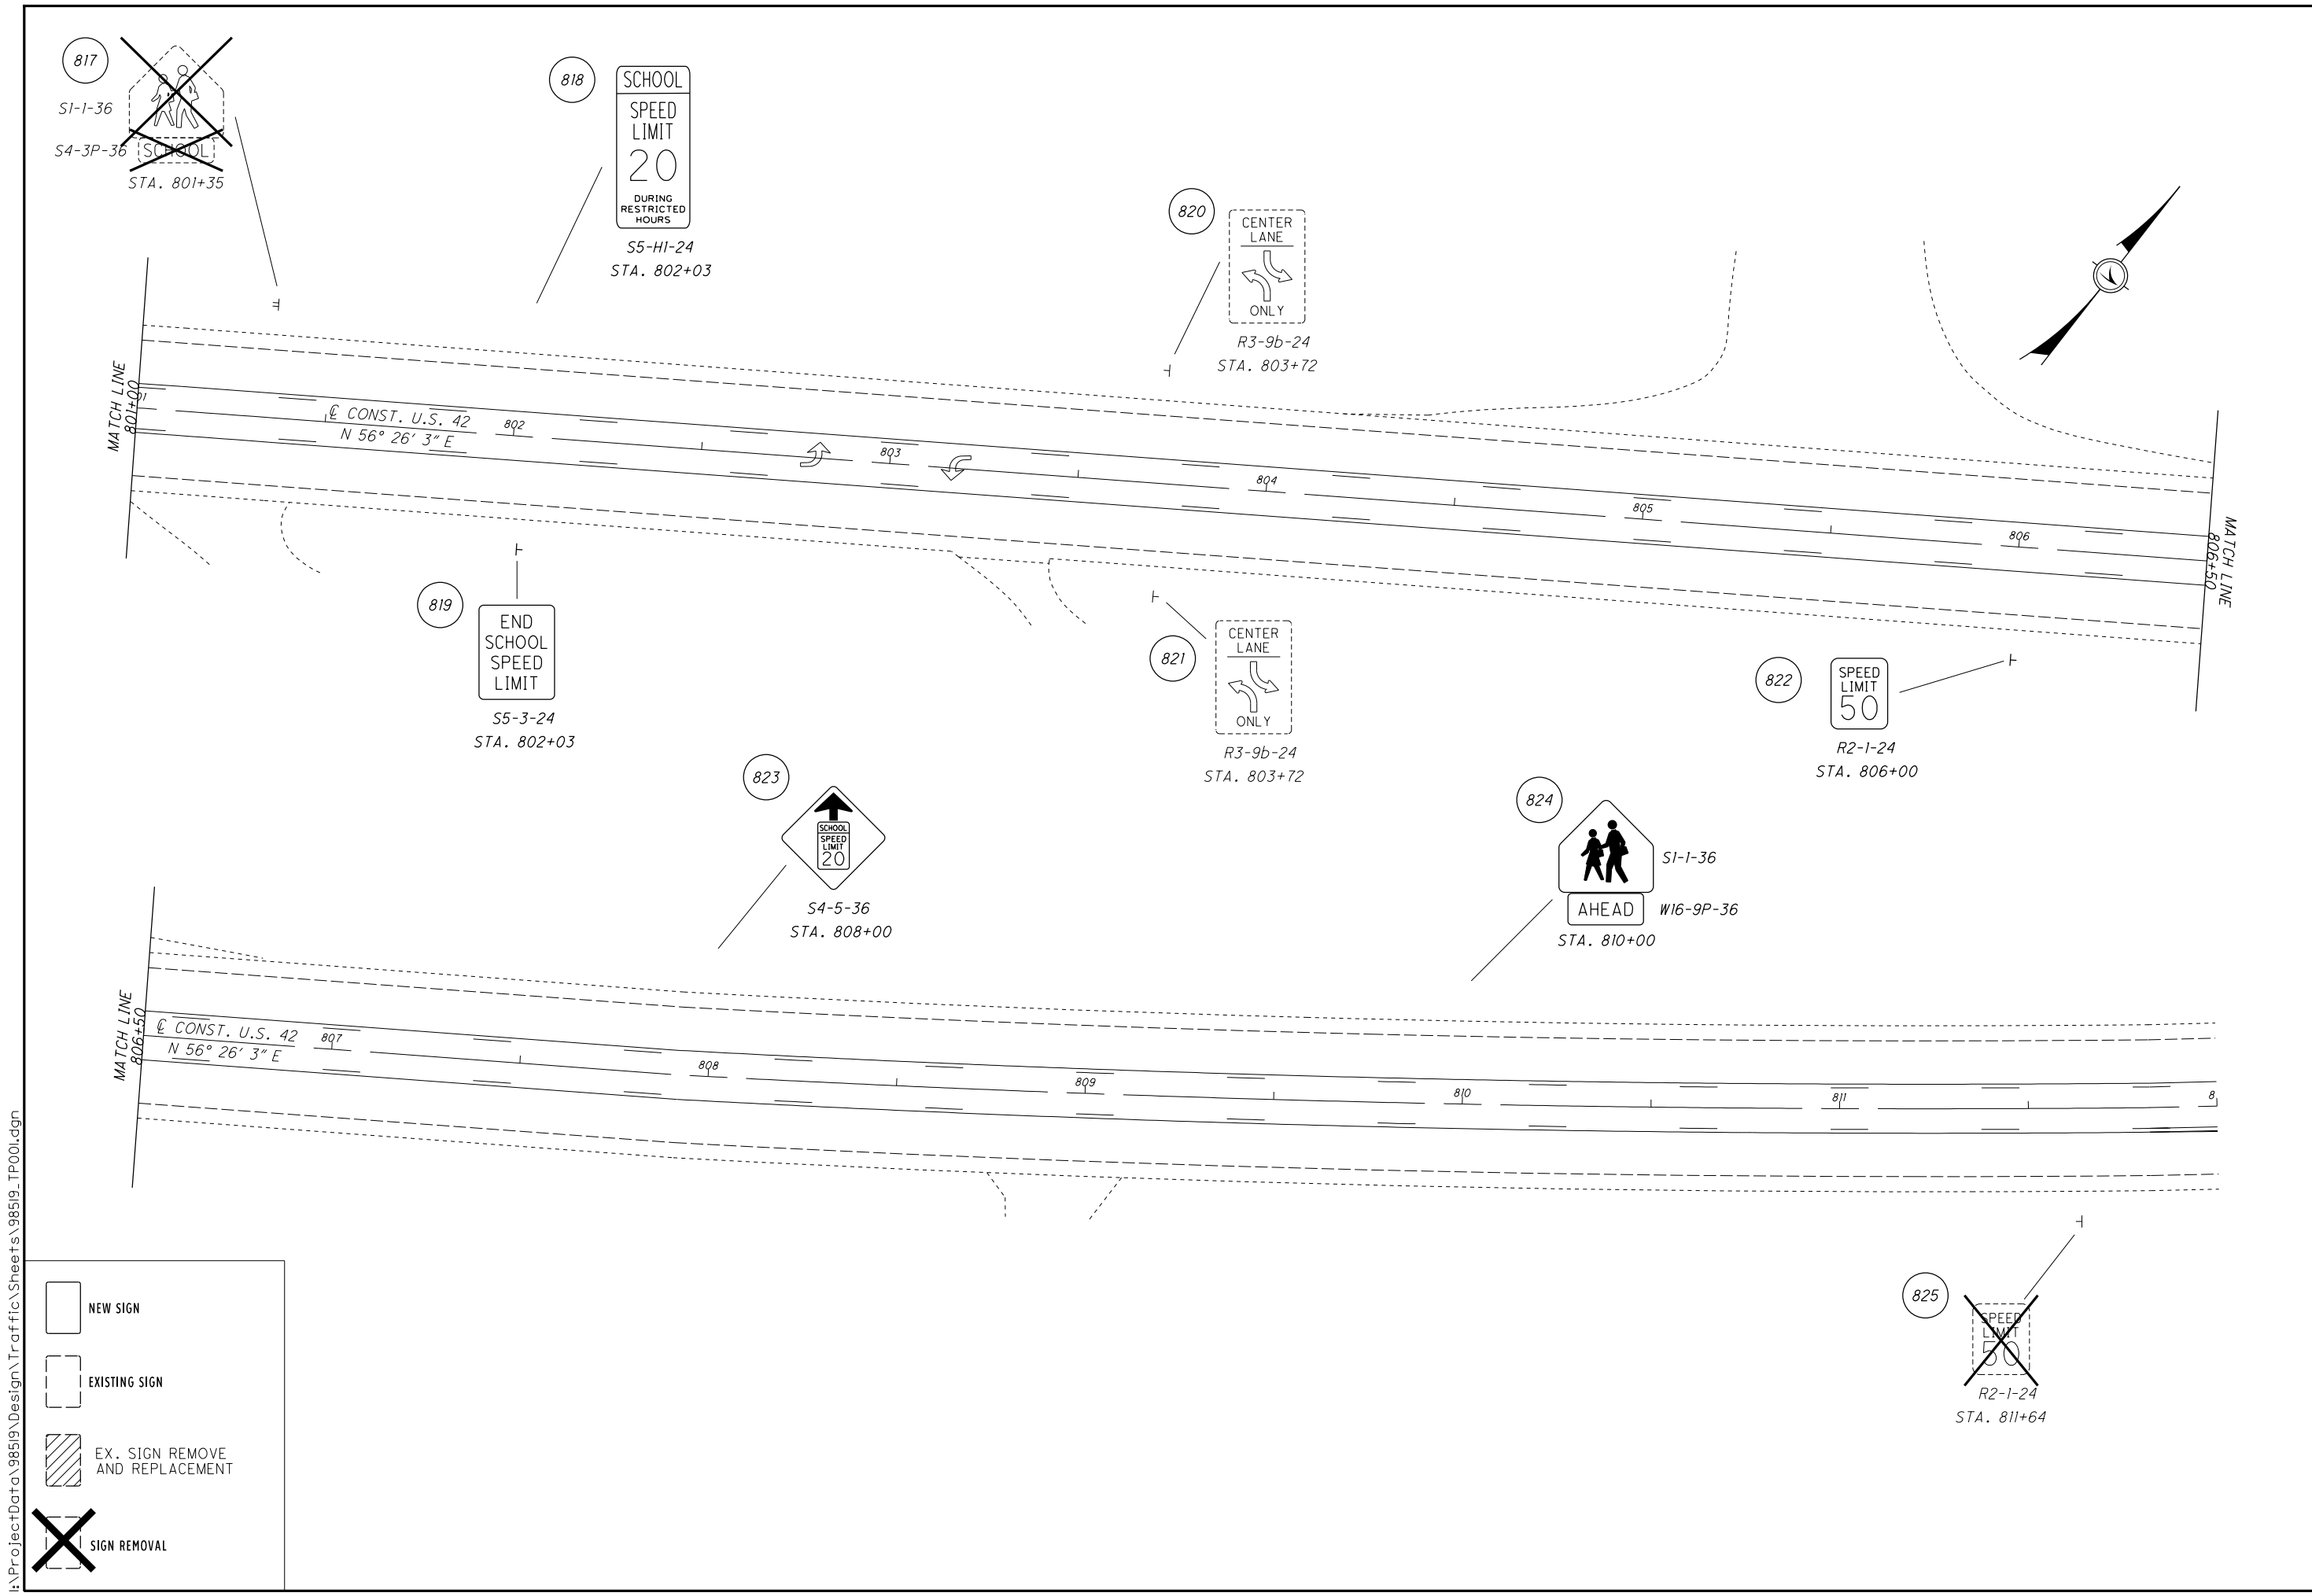 817
S1-1-36
S4-3P-36
SCHOOL
STA. 801+35
818
SCHOOL
SPEED
LIMIT
20
DURING
RESTRICTED
HOURS
S5-H1-24
STA. 802+03
820
CENTER
LANE
ONLY
R3-9b-24
STA. 803+72
MATCH LINE
801+00
01
℄ CONST. U.S. 42
N 56° 26' 3" E
802
803
804
805
806
MATCH LINE
806+50
819
END
SCHOOL
SPEED
LIMIT
S5-3-24
STA. 802+03
821
CENTER
LANE
ONLY
R3-9b-24
STA. 803+72
822
SPEED
LIMIT
50
R2-1-24
STA. 806+00
823
SCHOOL
SPEED
LIMIT
20
S4-5-36
STA. 808+00
824
S1-1-36
AHEAD
W16-9P-36
STA. 810+00
MATCH LINE
806+50
℄ CONST. U.S. 42
N 56° 26' 3" E
807
808
809
810
811
8
825
SPEED
LIMIT
50
R2-1-24
STA. 811+64
NEW SIGN
EXISTING SIGN
EX. SIGN REMOVE
AND REPLACEMENT
SIGN REMOVAL
I:\ProjectData\98519\Design\Traffic\Sheets\98519_TP001.dgn